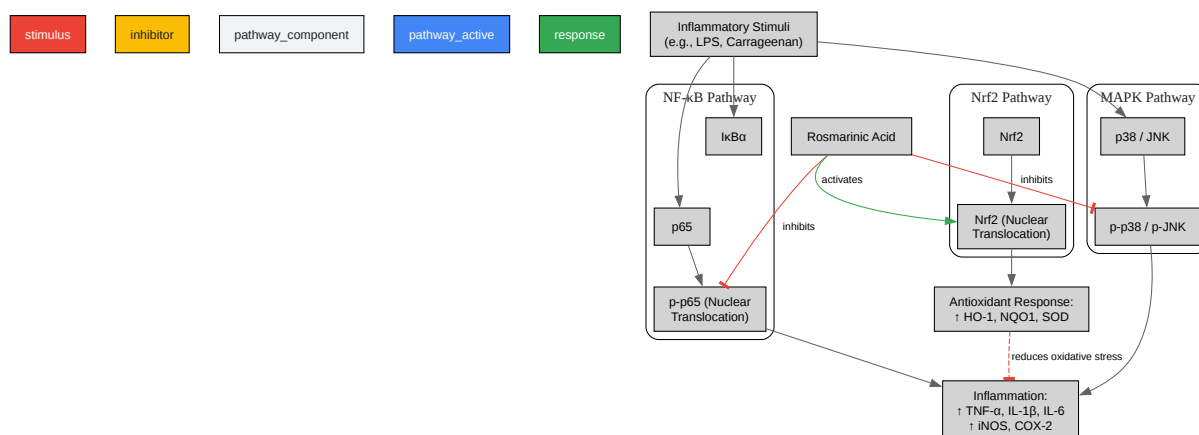 stimulus
inhibitor
pathway_component
pathway_active
response
Inflammatory Stimuli
(e.g., LPS, Carrageenan)
NF-κB Pathway
Nrf2 Pathway
MAPK Pathway
IκBα
Rosmarinic Acid
Nrf2
p38 / JNK
activates
inhibits
p65
Nrf2 (Nuclear
Translocation)
p-p38 / p-JNK
inhibits
p-p65 (Nuclear
Translocation)
Antioxidant Response:
↑ HO-1, NQO1, SOD
reduces oxidative stress
Inflammation:
↑ TNF-α, IL-1β, IL-6
↑ iNOS, COX-2